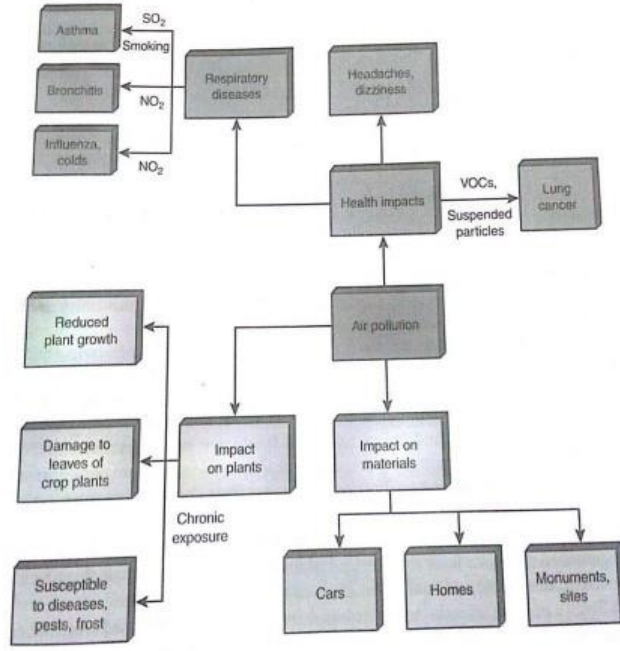 Asthma
SO₂
Smoking
Bronchitis
NO₂
Influenza,
colds
NO₂
Respiratory
diseases
Headaches,
dizziness
Health impacts
VOCs,
Suspended
particles
Lung
cancer
Air pollution
Reduced
plant growth
Damage to
leaves of
crop plants
Susceptible
to diseases,
pests, frost
Impact
on plants
Chronic
exposure
Impact on
materials
Cars
Homes
Monuments,
sites